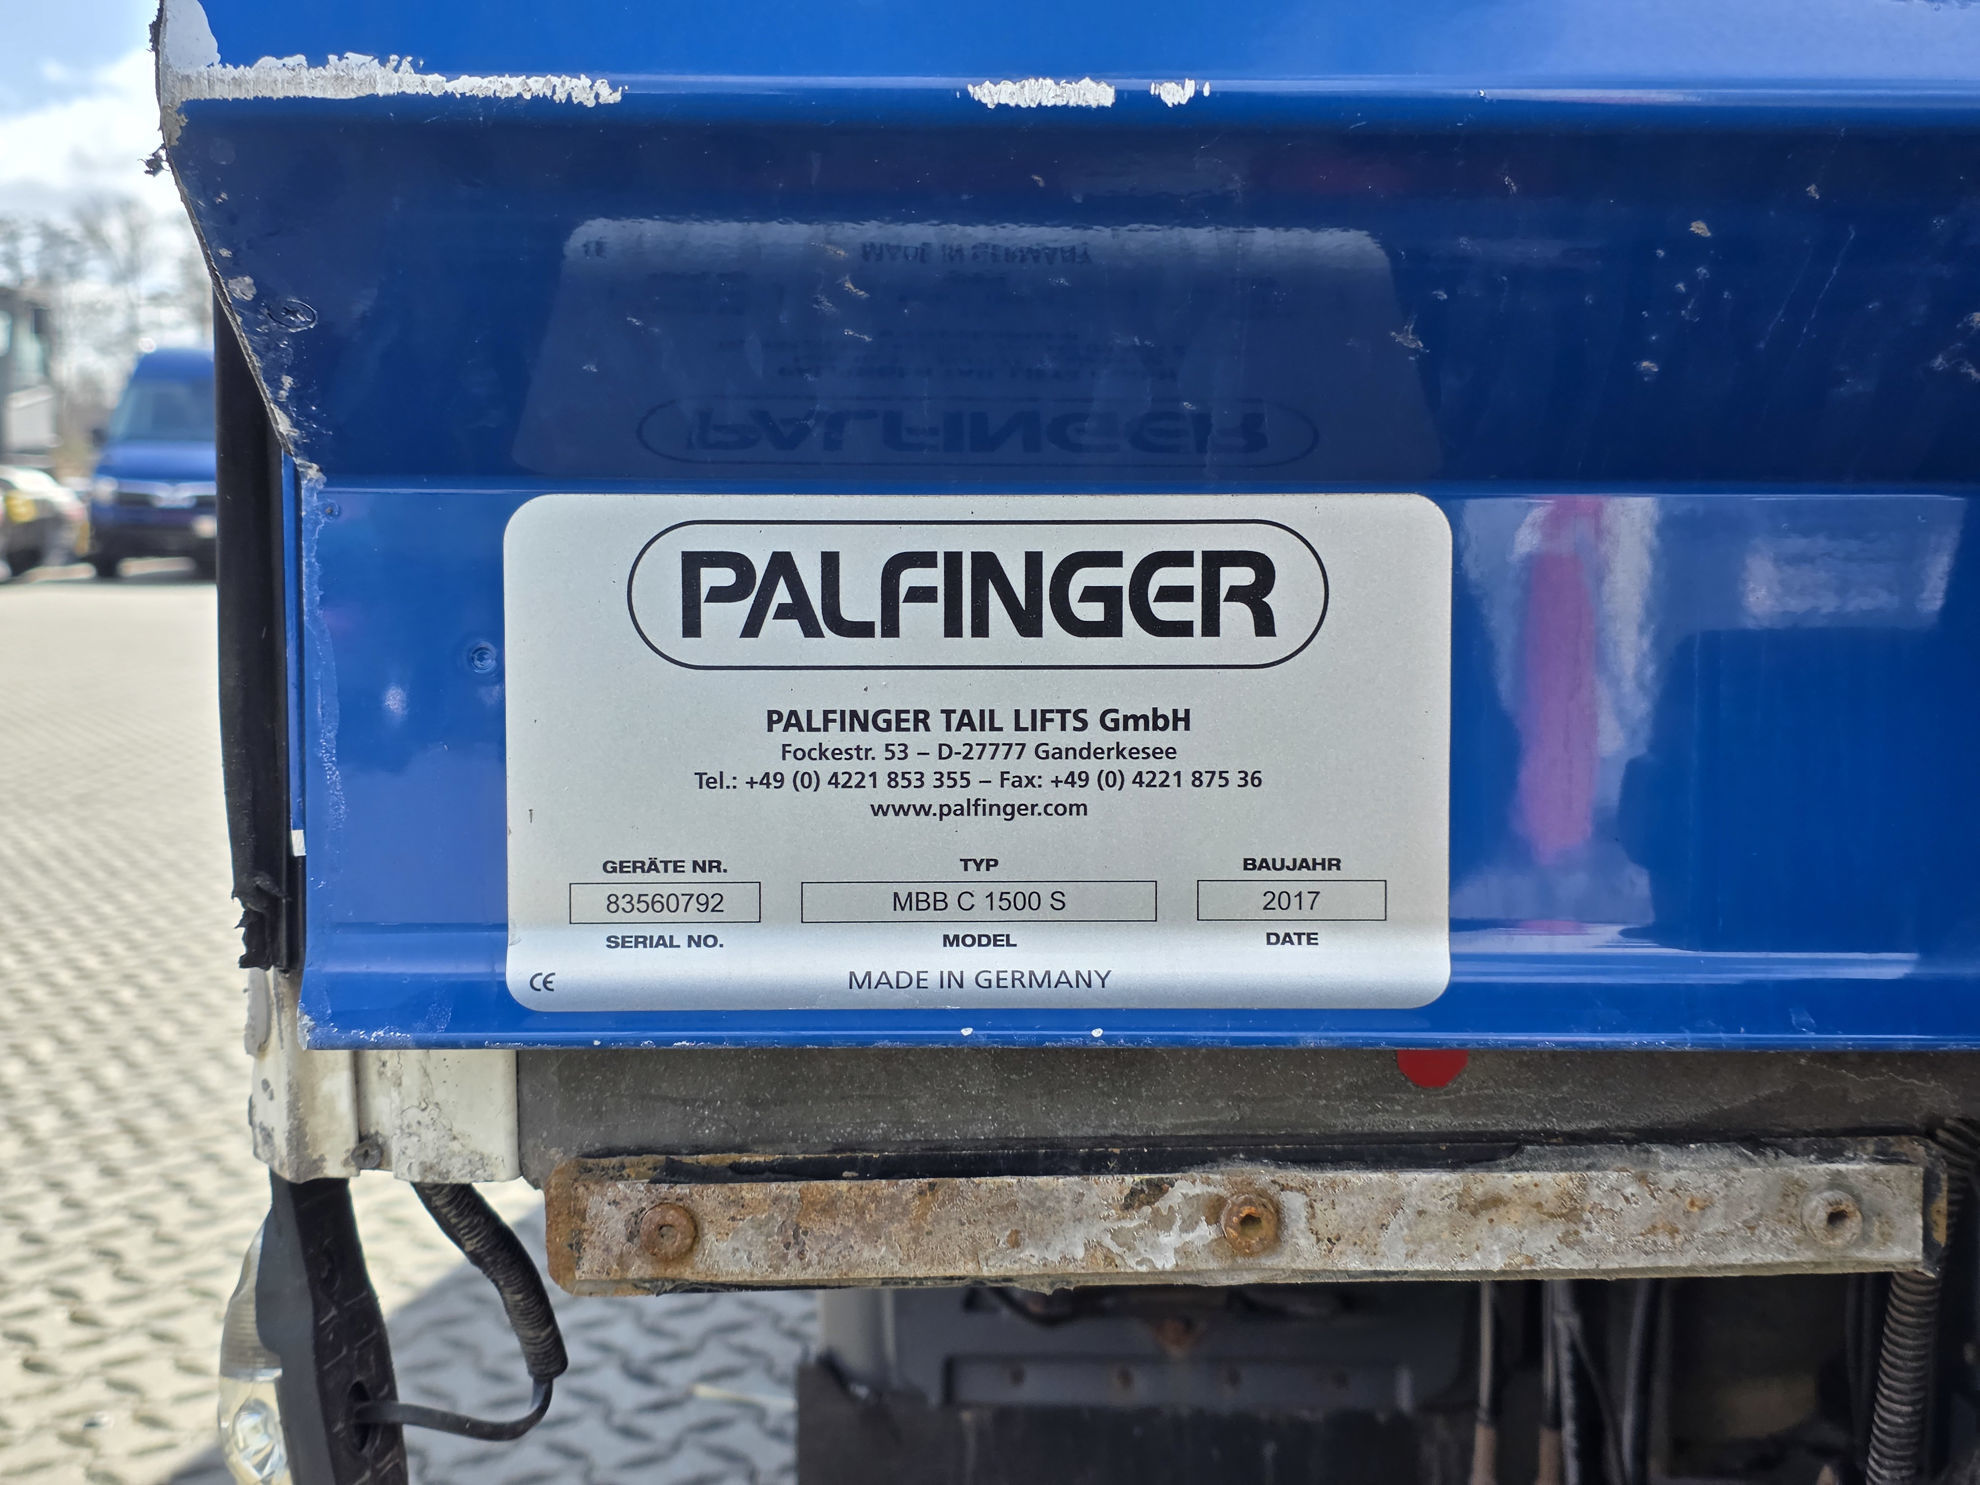 PALFINGER
PALFINGER TAIL LIFTS GmbH
Fockestr. 53 – D-27777 Ganderkesee
Tel.: +49 (0) 4221 853 355 – Fax: +49 (0) 4221 875 36
www.palfinger.com
GERÄTE NR. TYP BAUJAHR
83560792 MBB C 1500 S 2017
SERIAL NO. MODEL DATE
CE MADE IN GERMANY